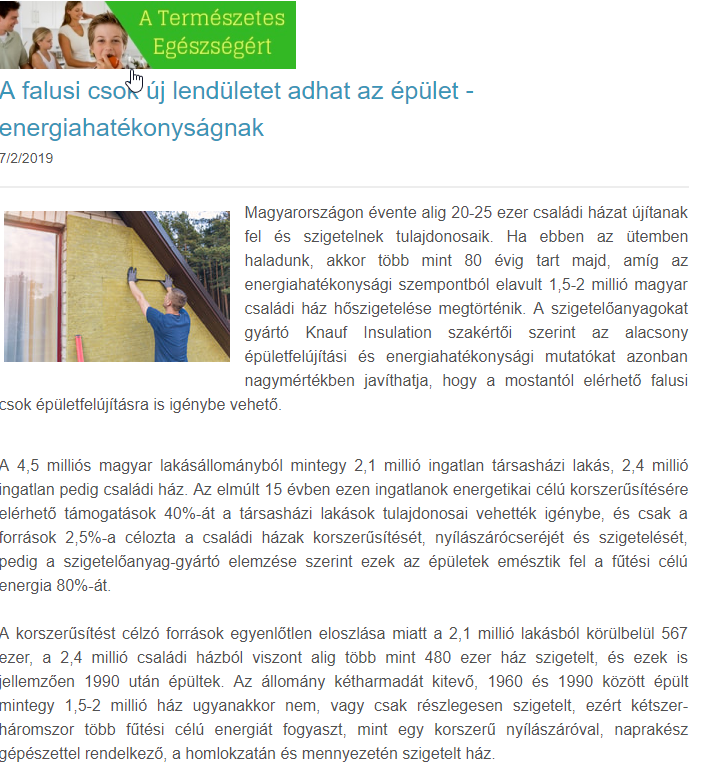 A Természetes
Egészségért
A falusi csok új lendületet adhat az épület -
energiahatékonyságnak
7/2/2019
Magyarországon évente alig 20-25 ezer családi házat újítanak
fel és szigetelnek tulajdonosaik. Ha ebben az ütemben
haladunk, akkor több mint 80 évig tart majd, amíg az
energiahatékonysági szempontból elavult 1,5-2 millió magyar
családi ház hőszigetelése megtörténik. A szigetelőanyagokat
gyártó Knauf Insulation szakértői szerint az alacsony
épületfelújítási és energiahatékonysági mutatókat azonban
nagymértékben javíthatja, hogy a mostantól elérhető falusi
csok épületfelújításra is igénybe vehető.
A 4,5 milliós magyar lakásállományból mintegy 2,1 millió ingatlan társasházi lakás, 2,4 millió
ingatlan pedig családi ház. Az elmúlt 15 évben ezen ingatlanok energetikai célú korszerűsítésére
elérhető támogatások 40%-át a társasházi lakások tulajdonosai vehették igénybe, és csak a
források 2,5%-a célozta a családi házak korszerűsítését, nyílászárócseréjét és szigetelését,
pedig a szigetelőanyag-gyártó elemzése szerint ezek az épületek emésztik fel a fűtési célú
energia 80%-át.
A korszerűsítést célzó források egyenlőtlen eloszlása miatt a 2,1 millió lakásból körülbelül 567
ezer, a 2,4 millió családi házból viszont alig több mint 480 ezer ház szigetelt, és ezek is
jellemzően 1990 után épültek. Az állomány kétharmadát kitevő, 1960 és 1990 között épült
mintegy 1,5-2 millió ház ugyanakkor nem, vagy csak részlegesen szigetelt, ezért kétszer-
háromszor több fűtési célú energiát fogyaszt, mint egy korszerű nyílászáróval, naprakész
gépészettel rendelkező, a homlokzatán és mennyezetén szigetelt ház.